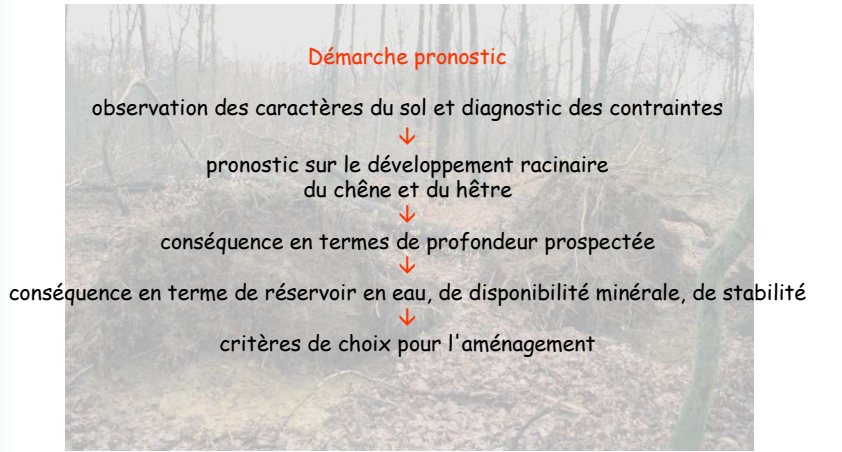 Démarche pronostic
observation des caractères du sol et diagnostic des contraintes
↓
pronostic sur le développement racinaire
du chêne et du hêtre
↓
conséquence en termes de profondeur prospectée
↓
conséquence en terme de réservoir en eau, de disponibilité minérale, de stabilité
↓
critères de choix pour l'aménagement